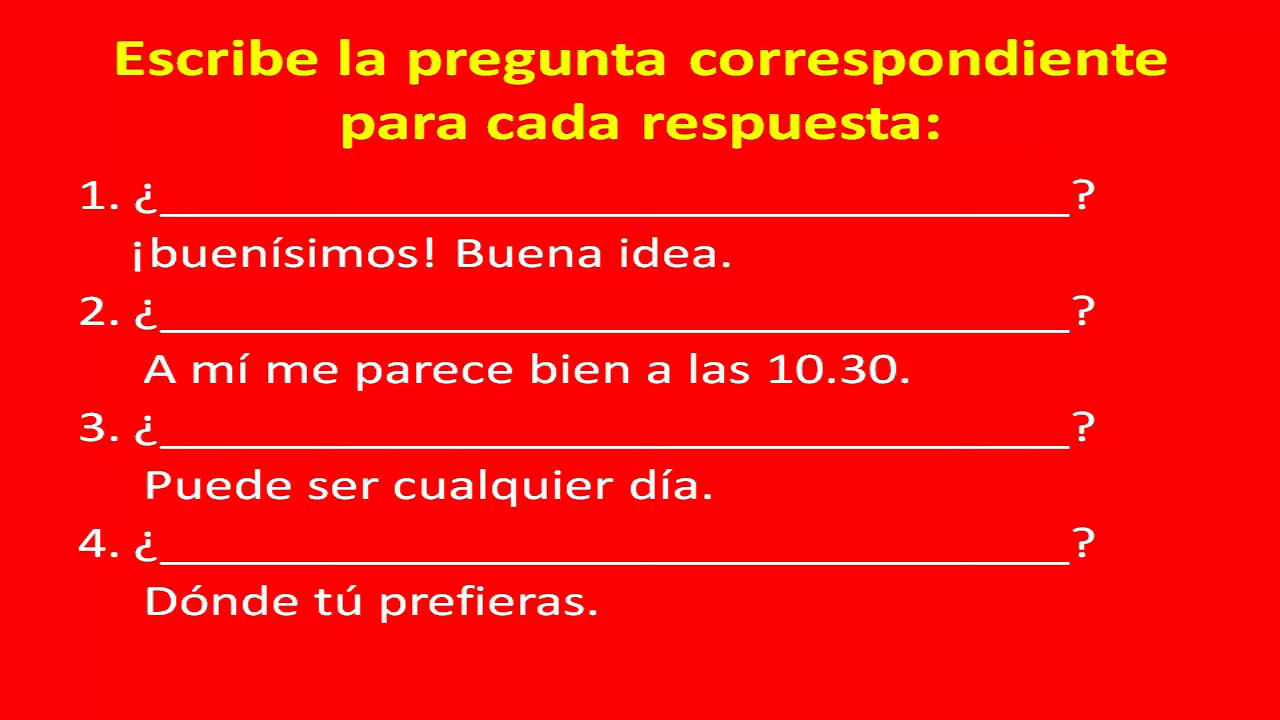 Escribe la pregunta correspondiente
para cada respuesta:
1. ¿___________________________________?
¡buenísimos! Buena idea.
2. ¿___________________________________?
A mí me parece bien a las 10.30.
3. ¿___________________________________?
Puede ser cualquier día.
4. ¿___________________________________?
Dónde tú prefieras.